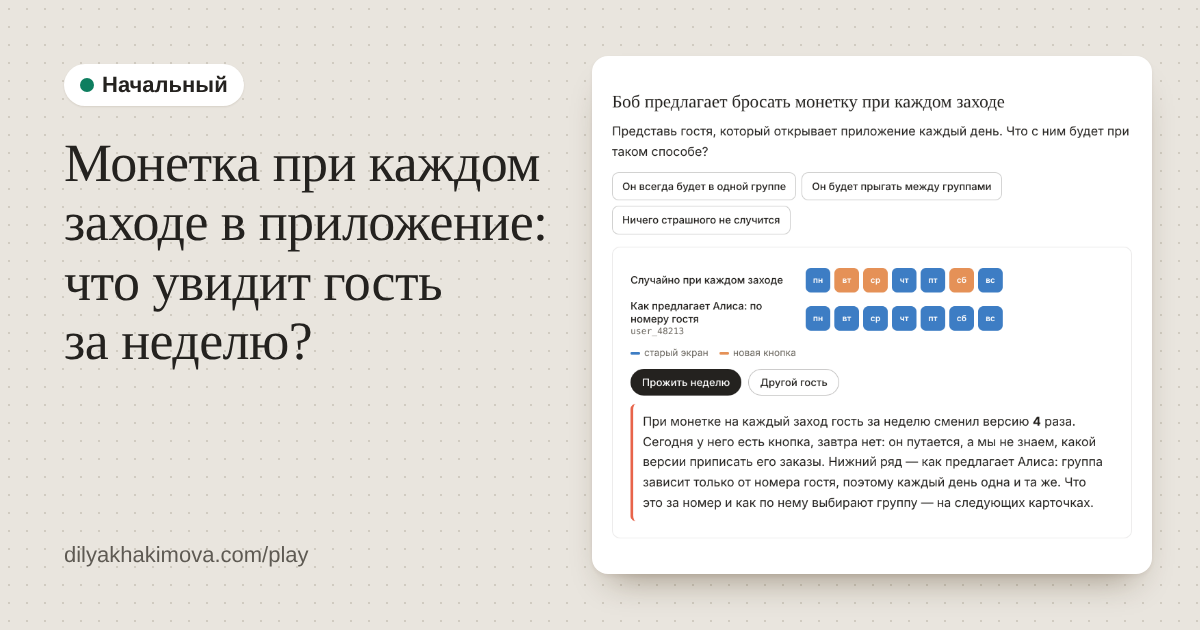 Начальный
Монетка при каждом
заходе в приложение:
что увидит гость
за неделю?
dilyakhakimova.com/play
Боб предлагает бросать монетку при каждом заходе
Представь гостя, который открывает приложение каждый день. Что с ним будет при
таком способе?
Он всегда будет в одной группе
Он будет прыгать между группами
Ничего страшного не случится
Случайно при каждом заходе
пн вт ср чт пт сб вс
Как предлагает Алиса: по
номеру гостя
user_48213
пн вт ср чт пт сб вс
старый экран
новая кнопка
Прожить неделю
Другой гость
При монетке на каждый заход гость за неделю сменил версию 4 раза.
Сегодня у него есть кнопка, завтра нет: он путается, а мы не знаем, какой
версии приписать его заказы. Нижний ряд — как предлагает Алиса: группа
зависит только от номера гостя, поэтому каждый день одна и та же. Что
это за номер и как по нему выбирают группу — на следующих карточках.